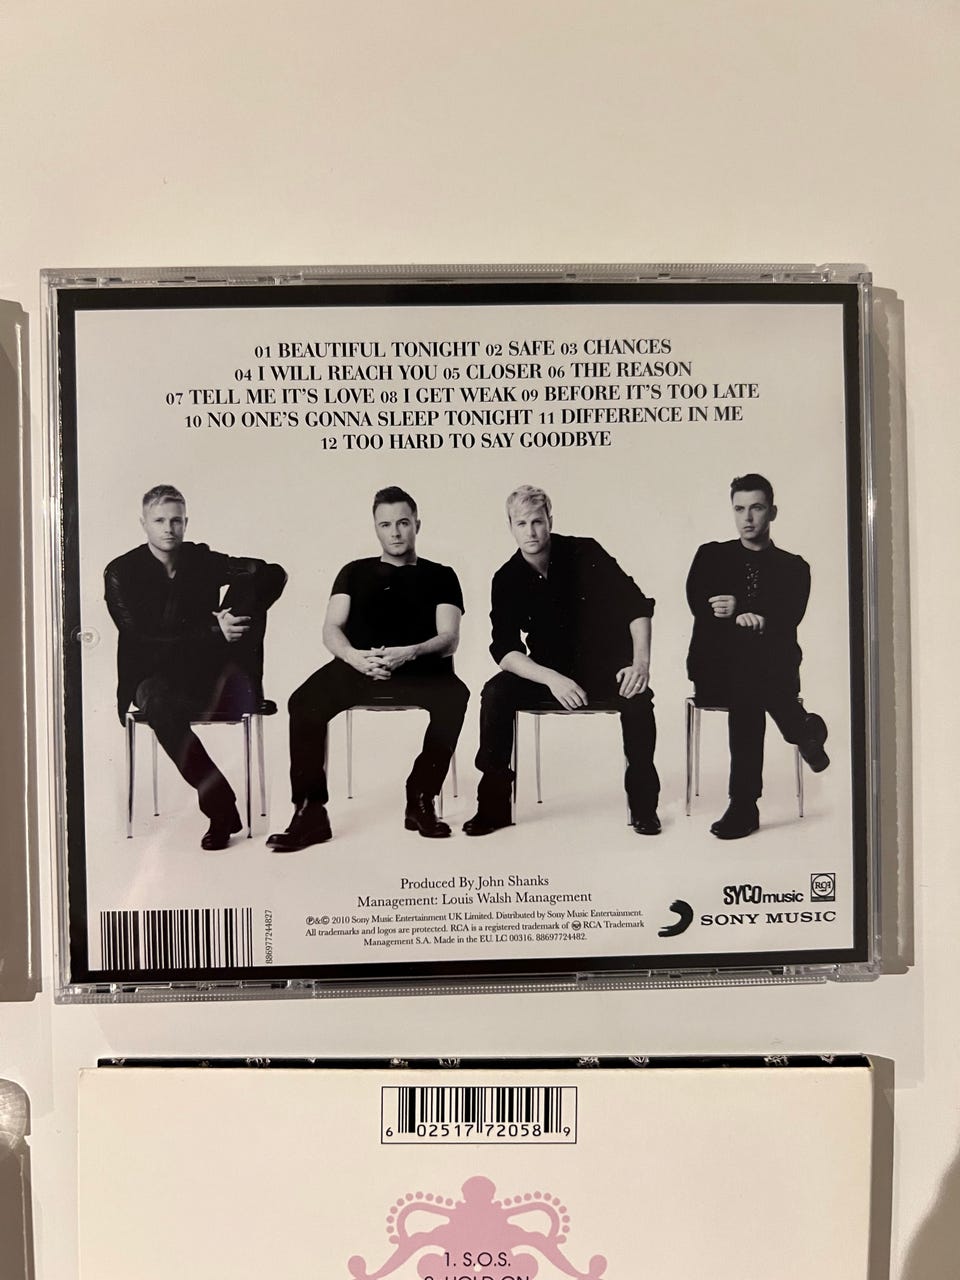 01 BEAUTIFUL TONIGHT 02 SAFE 03 CHANCES
04 I WILL REACH YOU 05 CLOSER 06 THE REASON
07 TELL ME IT'S LOVE 08 I GET WEAK 09 BEFORE IT'S TOO LATE
10 NO ONE'S GONNA SLEEP TONIGHT 11 DIFFERENCE IN ME
12 TOO HARD TO SAY GOODBYE
Produced By John Shanks
Management: Louis Walsh Management
℗&© 2010 Sony Music Entertainment UK Limited. Distributed by Sony Music Entertainment.
All trademarks and logos are protected. RCA is a registered trademark of RCA Trademark
Management S.A. Made in the EU. LC 00316. 88697724482.
886977244827
SYCOmusic
RCA
SONY MUSIC
6 02517 72058 9
1. S.O.S.
2. HOLD ON